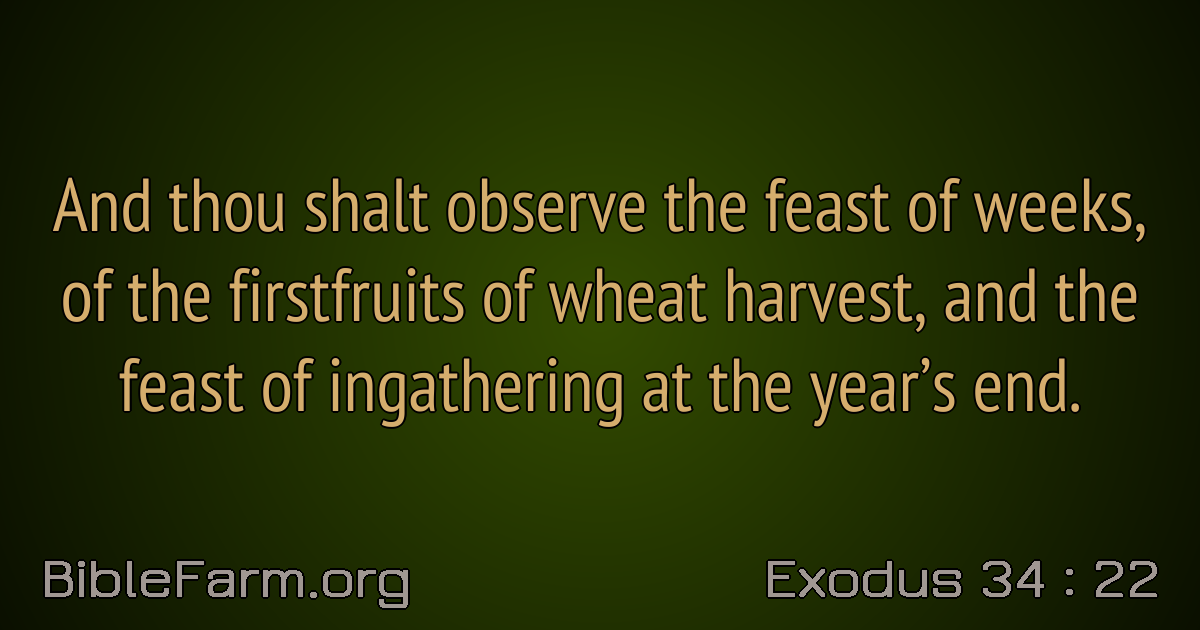 And thou shalt observe the feast of weeks,
of the firstfruits of wheat harvest, and the
feast of ingathering at the year’s end.
BibleFarm.org
Exodus 34 : 22